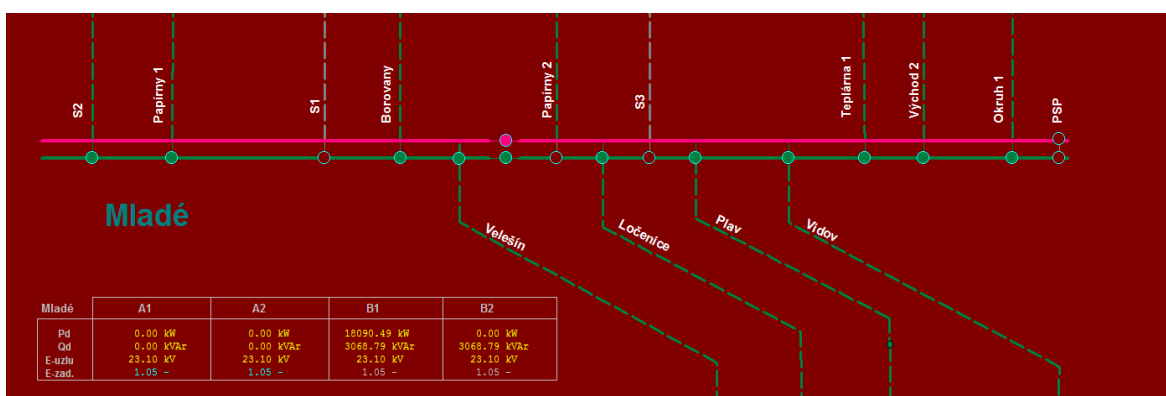 S2
Papírny 1
S1
Borovany
Papírny 2
S3
Teplárna 1
Východ 2
Okruh 1
PSP
Mladé
Velešín
Ločenice
Plav
Vidov
Mladé A1 A2 B1 B2
Pd 0.00 kW 0.00 kW 18090.49 kW 0.00 kW
Qd 0.00 kVAr 0.00 kVAr 3068.79 kVAr 3068.79 kVAr
E-uzlu 23.10 kV 23.10 kV 23.10 kV 23.10 kV
E-zad. 1.05 - 1.05 - 1.05 - 1.05 -